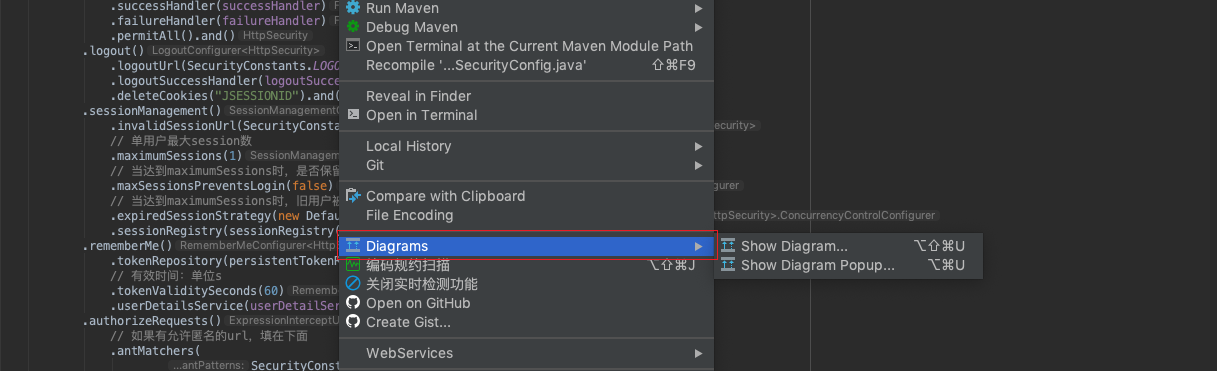 .successHandler(successHandler)
.failureHandler(failureHandler)
.permitAll().and() HttpSecurity
.logout() LogoutConfigurer<HttpSecurity>
.logoutUrl(SecurityConstants.LOGO
.logoutSuccessHandler(logoutSucce
.deleteCookies("JSESSIONID").and(
.sessionManagement() SessionManagementC
.invalidSessionUrl(SecurityConsta
ecurity>
// 单用户最大session数
.maximumSessions(1) SessionManagem
// 当达到maximumSessions时，是否保留
.maxSessionsPreventsLogin(false)
gurer
// 当达到maximumSessions时，旧用户被
.expiredSessionStrategy(new Defau
ttpSecurity>.ConcurrencyControlConfigurer
.sessionRegistry(sessionRegistry(
.rememberMe() RememberMeConfigurer<Http
.tokenRepository(persistentTokenR
// 有效时间：单位s
.tokenValiditySeconds(60) Rememb
.userDetailsService(userDetailSer
.authorizeRequests() ExpressionInterceptU
// 如果有允许匿名的url，填在下面
.antMatchers(
...antPatterns: SecurityConst
Run Maven
Debug Maven
Open Terminal at the Current Maven Module Path
Recompile '...SecurityConfig.java' ⇧⌘F9
Reveal in Finder
Open in Terminal
Local History
Git
Compare with Clipboard
File Encoding
Diagrams
编码规约扫描 ⌥⇧⌘J
关闭实时检测功能
Open on GitHub
Create Gist...
WebServices
Show Diagram... ⌥⇧⌘U
Show Diagram Popup... ⌥⌘U